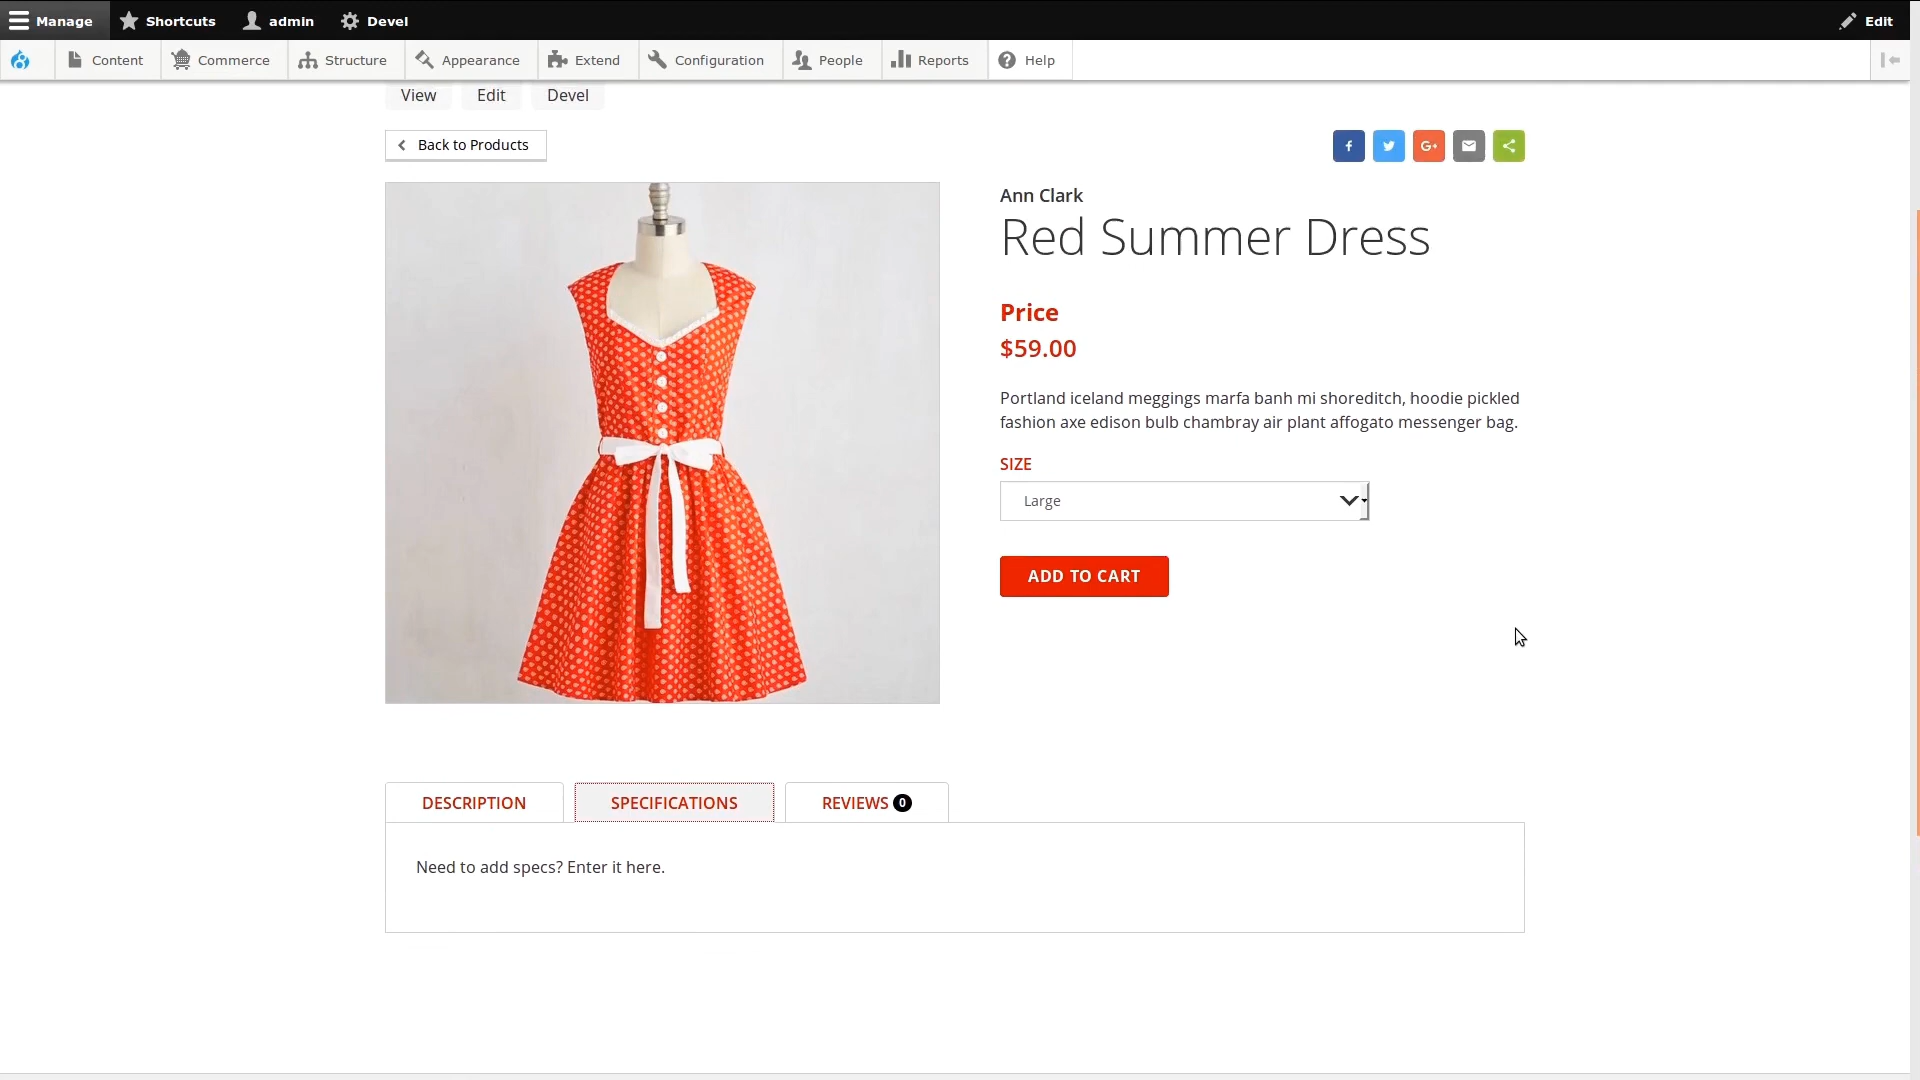 Manage Shortcuts admin Devel Edit
Content Commerce Structure Appearance Extend Configuration People Reports Help
View Edit Devel
Back to Products
Ann Clark
Red Summer Dress
Price
$59.00
Portland iceland meggings marfa banh mi shoreditch, hoodie pickled
fashion axe edison bulb chambray air plant affogato messenger bag.
SIZE
Large
ADD TO CART
DESCRIPTION SPECIFICATIONS REVIEWS 0
Need to add specs? Enter it here.